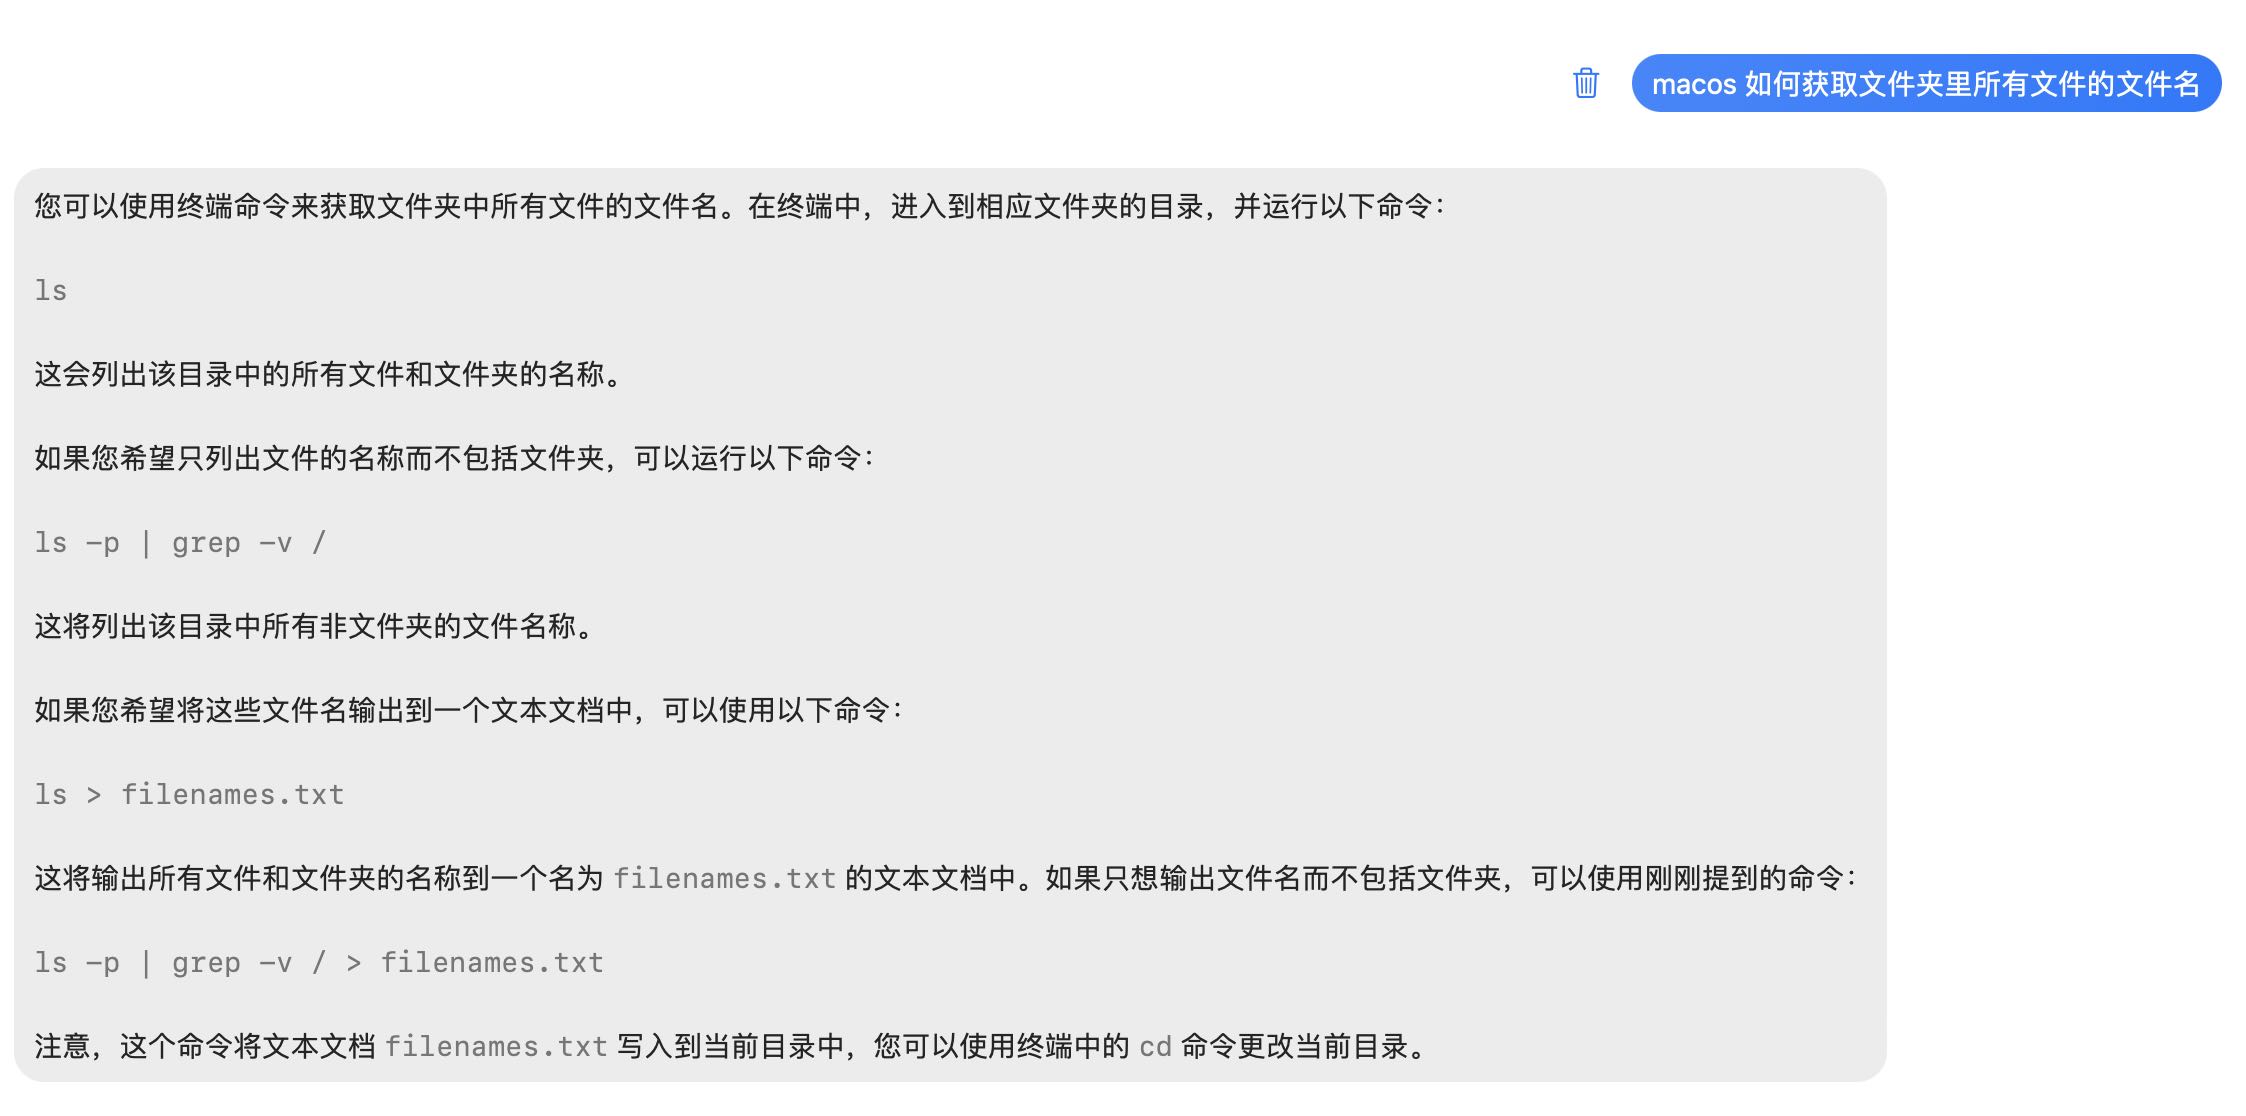 macos 如何获取文件夹里所有文件的文件名
您可以使用终端命令来获取文件夹中所有文件的文件名。在终端中，进入到相应文件夹的目录，并运行以下命令：
ls
这会列出该目录中的所有文件和文件夹的名称。
如果您希望只列出文件的名称而不包括文件夹，可以运行以下命令：
ls -p | grep -v /
这将列出该目录中所有非文件夹的文件名称。
如果您希望将这些文件名输出到一个文本文档中，可以使用以下命令：
ls > filenames.txt
这将输出所有文件和文件夹的名称到一个名为 filenames.txt 的文本文档中。如果只想输出文件名而不包括文件夹，可以使用刚刚提到的命令：
ls -p | grep -v / > filenames.txt
注意，这个命令将文本文档 filenames.txt 写入到当前目录中，您可以使用终端中的 cd 命令更改当前目录。